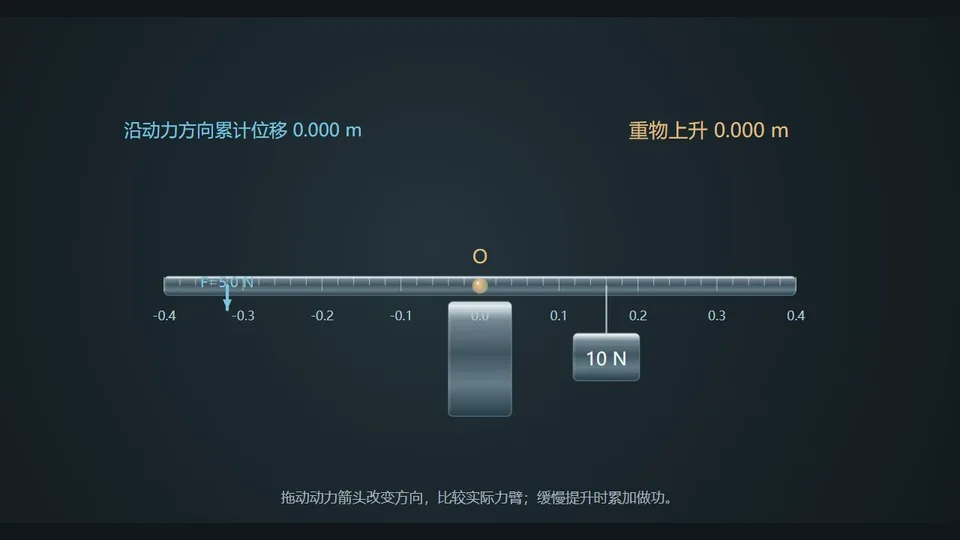 沿动力方向累计位移 0.000 m
重物上升 0.000 m
O
F=5.0 N
-0.4 -0.3 -0.2 -0.1 0.0 0.1 0.2 0.3 0.4
10 N
拖动动力箭头改变方向，比较实际力臂；缓慢提升时累加做功。